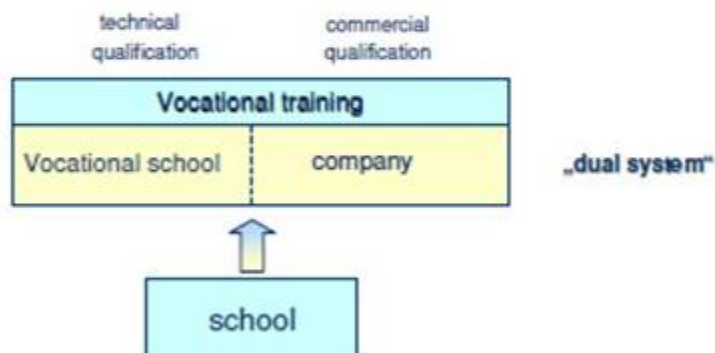 technical
qualification
commercial
qualification
Vocational training
Vocational school
company
„dual system“
school